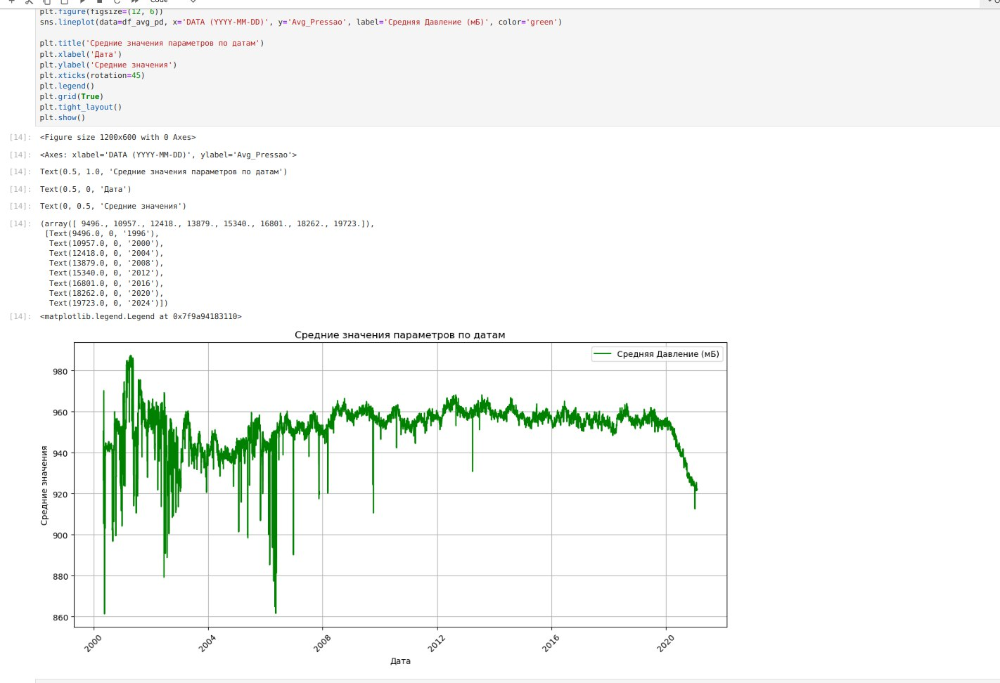 Code
plt.figure(figsize=(12, 6))
sns.lineplot(data=df_avg_pd, x='DATA (YYYY-MM-DD)', y='Avg_Pressao', label='Средняя Давление (мБ)', color='green')
plt.title('Средние значения параметров по датам')
plt.xlabel('Дата')
plt.ylabel('Средние значения')
plt.xticks(rotation=45)
plt.legend()
plt.grid(True)
plt.tight_layout()
plt.show()
[14]: <Figure size 1200x600 with 0 Axes>
[14]: <Axes: xlabel='DATA (YYYY-MM-DD)', ylabel='Avg_Pressao'>
[14]: Text(0.5, 1.0, 'Средние значения параметров по датам')
[14]: Text(0.5, 0, 'Дата')
[14]: Text(0, 0.5, 'Средние значения')
[14]: (array([ 9496., 10957., 12418., 13879., 15340., 16801., 18262., 19723.]),
[Text(9496.0, 0, '1996'),
Text(10957.0, 0, '2000'),
Text(12418.0, 0, '2004'),
Text(13879.0, 0, '2008'),
Text(15340.0, 0, '2012'),
Text(16801.0, 0, '2016'),
Text(18262.0, 0, '2020'),
Text(19723.0, 0, '2024')])
[14]: <matplotlib.legend.Legend at 0x7f9a94183110>
Средние значения параметров по датам
Средняя Давление (мБ)
980
960
940
920
900
880
860
Средние значения
2000
2004
2008
2012
2016
2020
Дата